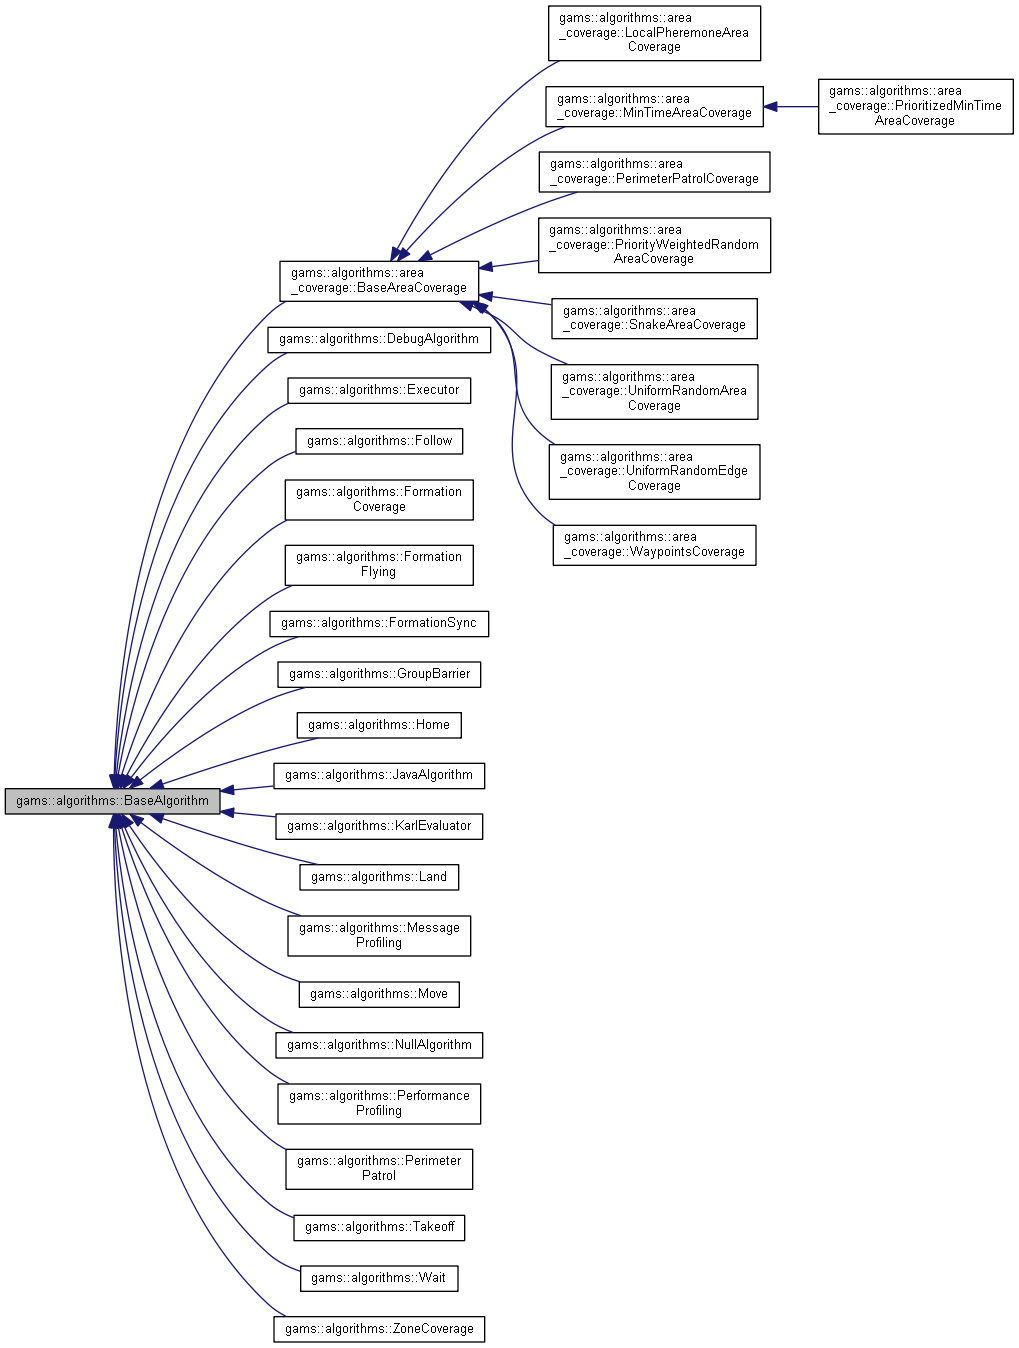 gams::algorithms::area
_coverage::LocalPheremoneArea
Coverage
gams::algorithms::area
_coverage::MinTimeAreaCoverage
gams::algorithms::area
_coverage::PrioritizedMinTime
AreaCoverage
gams::algorithms::area
_coverage::PerimeterPatrolCoverage
gams::algorithms::area
_coverage::PriorityWeightedRandom
AreaCoverage
gams::algorithms::area
_coverage::BaseAreaCoverage
gams::algorithms::area
_coverage::SnakeAreaCoverage
gams::algorithms::DebugAlgorithm
gams::algorithms::area
_coverage::UniformRandomArea
Coverage
gams::algorithms::Executor
gams::algorithms::Follow
gams::algorithms::area
_coverage::UniformRandomEdge
Coverage
gams::algorithms::Formation
Coverage
gams::algorithms::area
_coverage::WaypointsCoverage
gams::algorithms::Formation
Flying
gams::algorithms::FormationSync
gams::algorithms::GroupBarrier
gams::algorithms::Home
gams::algorithms::JavaAlgorithm
gams::algorithms::BaseAlgorithm
gams::algorithms::KarlEvaluator
gams::algorithms::Land
gams::algorithms::Message
Profiling
gams::algorithms::Move
gams::algorithms::NullAlgorithm
gams::algorithms::Performance
Profiling
gams::algorithms::Perimeter
Patrol
gams::algorithms::Takeoff
gams::algorithms::Wait
gams::algorithms::ZoneCoverage